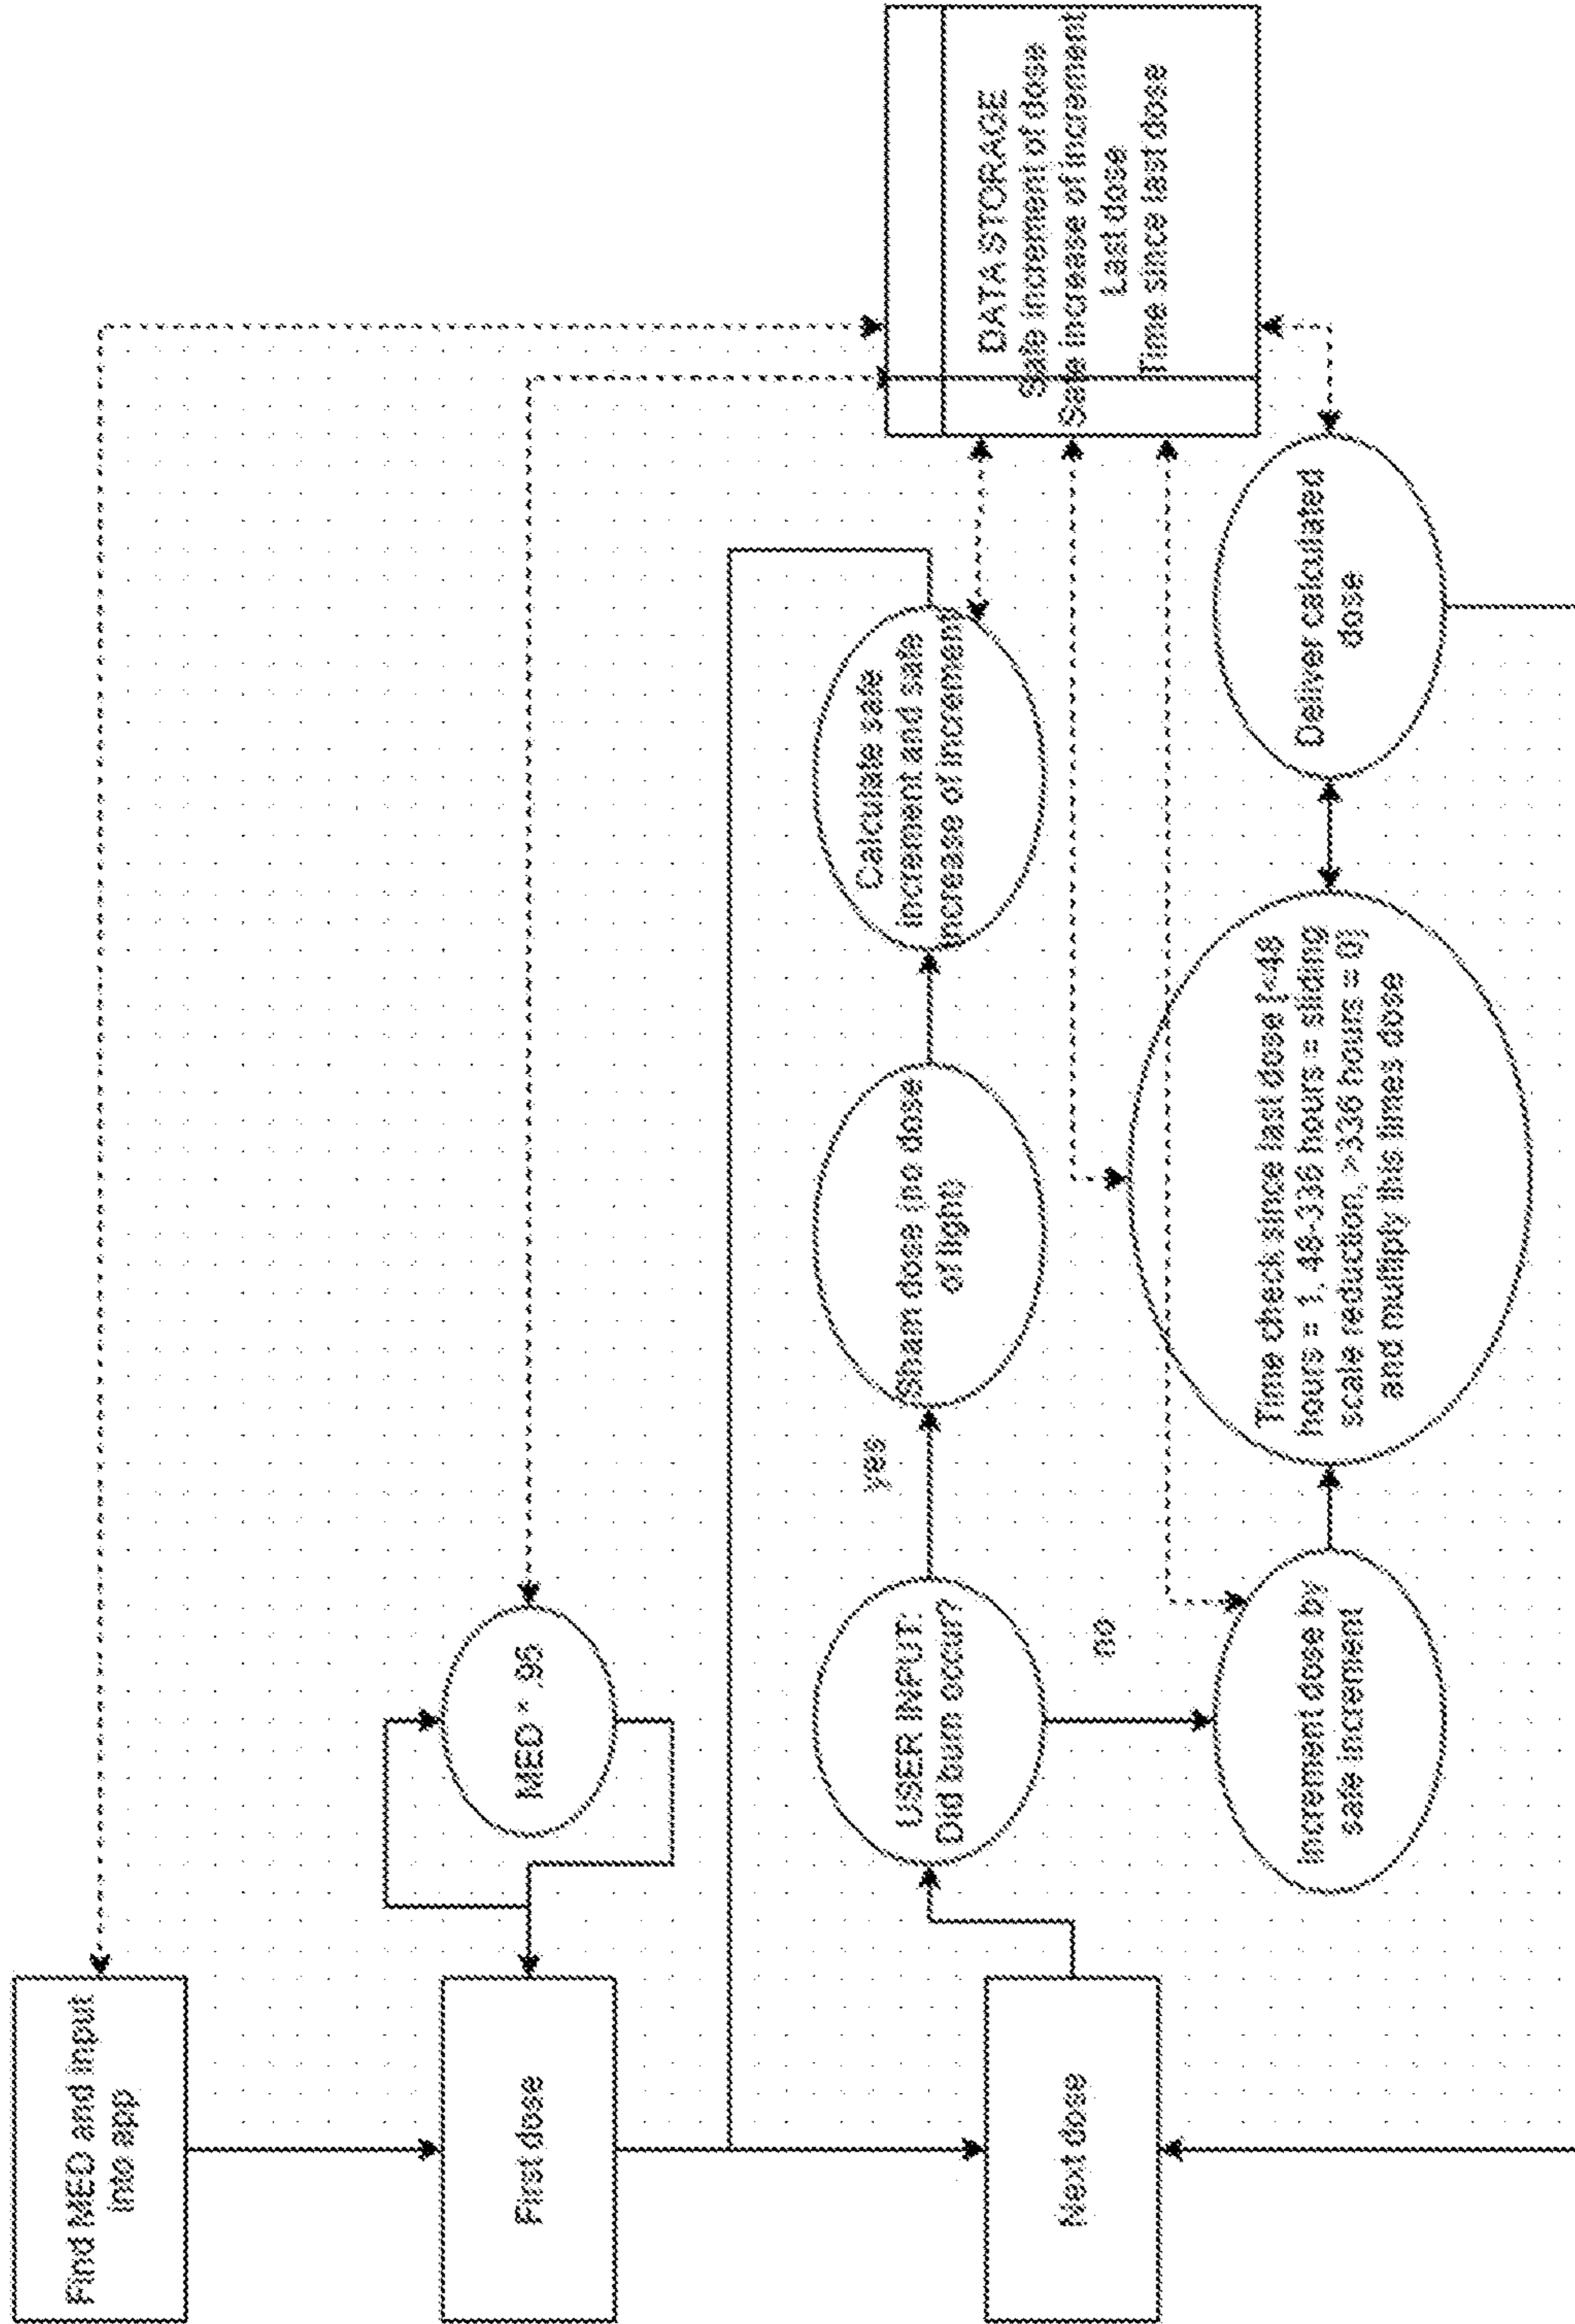 Find MED and input
into app
First dose
MED * .95
Next dose
USER INPUT:
Did burn occur?
yes
no
Sham dose (no dose
of light)
Calculate safe
increment and safe
increase of increment
Increment dose by
safe increment
Time check since last dose [<48
hours = 1, 48-336 hours = sliding
scale reduction, >336 hours = 0]
and multiply this times dose
Deliver calculated
dose
DATA STORAGE
Safe increment of dose
Safe increase of increment
Last dose
Time since last dose